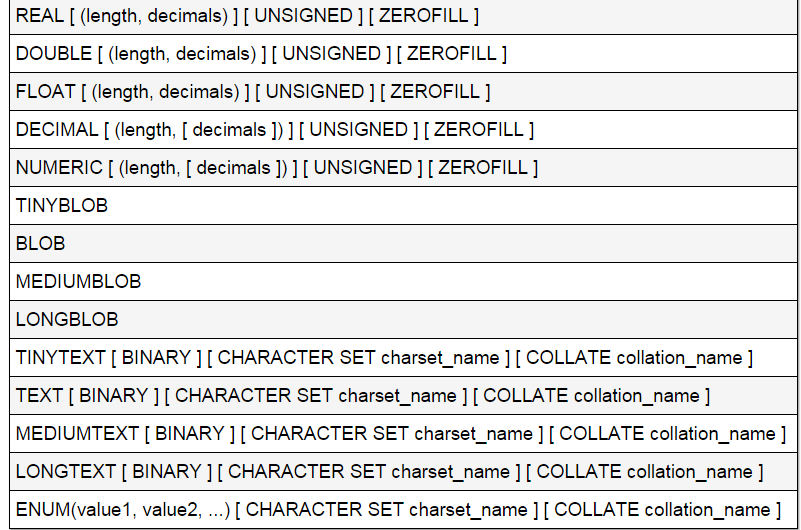 REAL [ (length, decimals) ] [ UNSIGNED ] [ ZEROFILL ]
DOUBLE [ (length, decimals) ] [ UNSIGNED ] [ ZEROFILL ]
FLOAT [ (length, decimals) ] [ UNSIGNED ] [ ZEROFILL ]
DECIMAL [ (length, [ decimals ]) ] [ UNSIGNED ] [ ZEROFILL ]
NUMERIC [ (length, [ decimals ]) ] [ UNSIGNED ] [ ZEROFILL ]
TINYBLOB
BLOB
MEDIUMBLOB
LONGBLOB
TINYTEXT [ BINARY ] [ CHARACTER SET charset_name ] [ COLLATE collation_name ]
TEXT [ BINARY ] [ CHARACTER SET charset_name ] [ COLLATE collation_name ]
MEDIUMTEXT [ BINARY ] [ CHARACTER SET charset_name ] [ COLLATE collation_name ]
LONGTEXT [ BINARY ] [ CHARACTER SET charset_name ] [ COLLATE collation_name ]
ENUM(value1, value2, ...) [ CHARACTER SET charset_name ] [ COLLATE collation_name ]